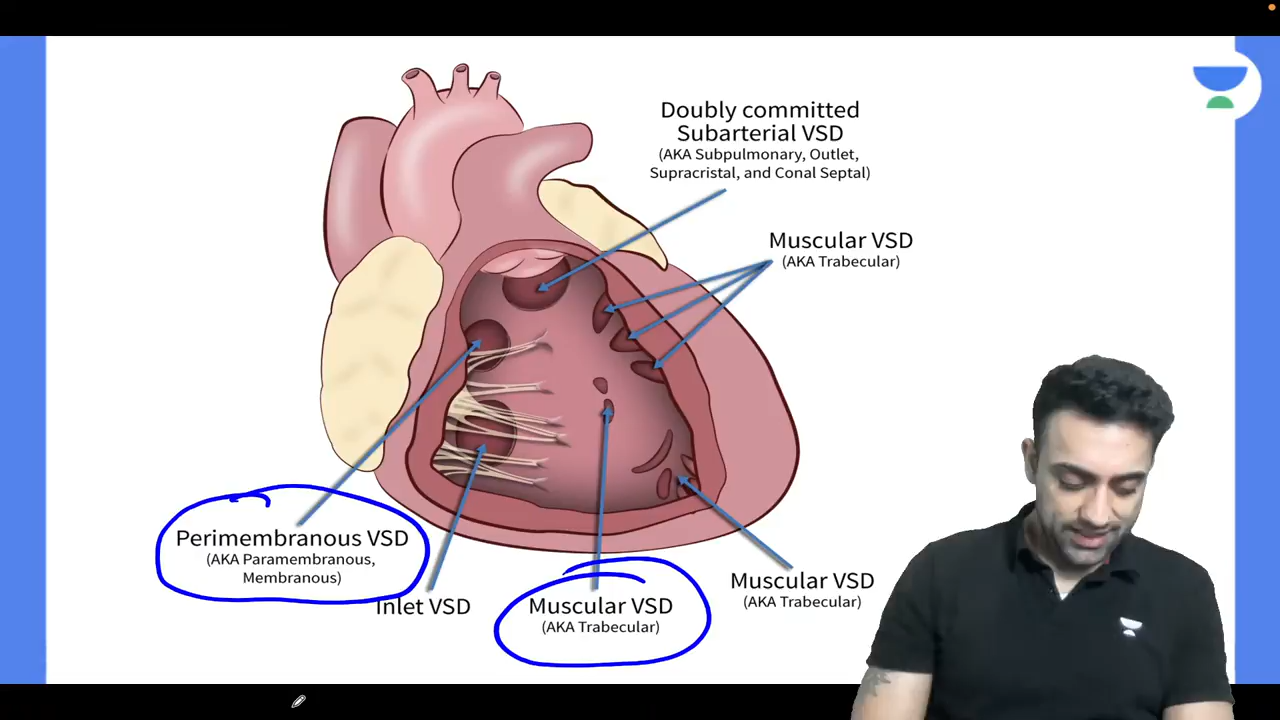 Doubly committed
Subarterial VSD
(AKA Subpulmonary, Outlet,
Supracristal, and Conal Septal)
Muscular VSD
(AKA Trabecular)
Perimembranous VSD
(AKA Paramembranous,
Membranous)
Inlet VSD
Muscular VSD
(AKA Trabecular)
Muscular VSD
(AKA Trabecular)